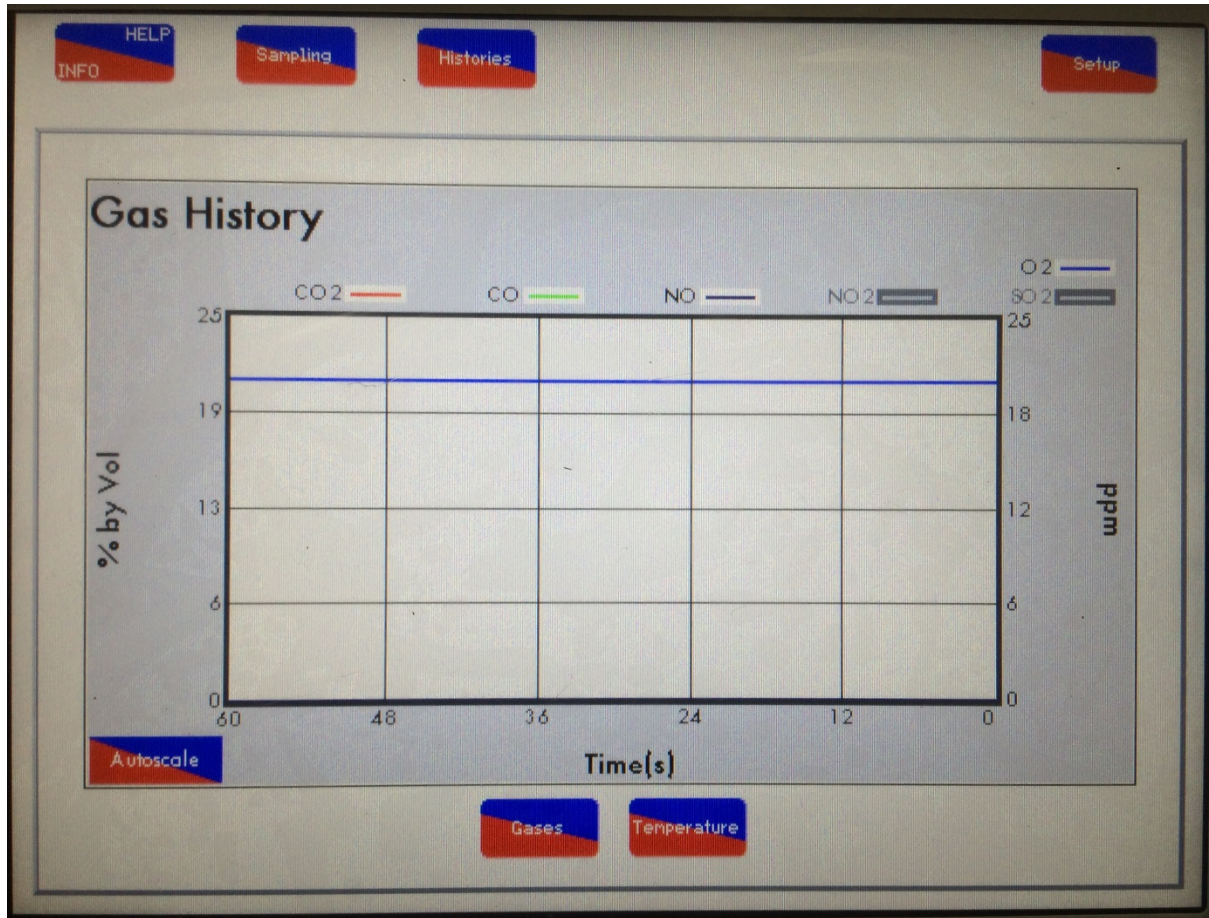 HELP
INFO
Sampling
Histories
Setup
Gas History
O2
CO2 CO NO NO2 SO2
25 25
19 18
13 12
6 6
0 0
% by Vol
ppm
60 48 36 24 12 0
Time(s)
Autoscale
Gases
Temperature